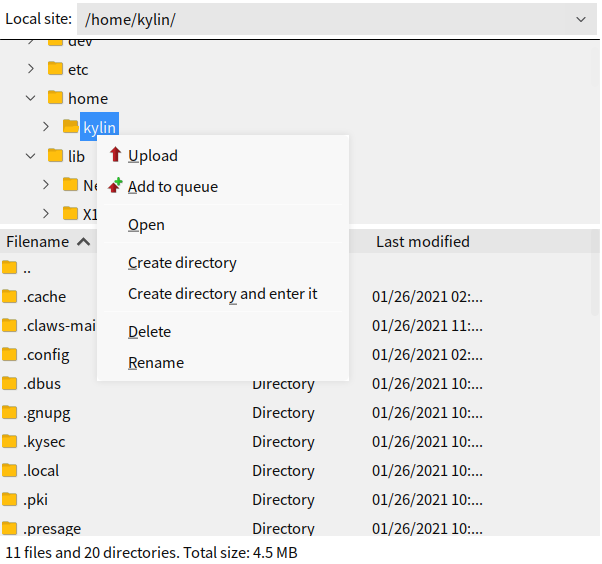 Local site: /home/kylin/
dev
etc
home
kylin
lib
Ne
X1
Upload
Add to queue
Open
Create directory
Create directory and enter it
Delete
Rename
Filename Last modified
..
.cache 01/26/2021 02:...
.claws-mai 01/26/2021 11:...
.config 01/26/2021 02:...
.dbus Directory 01/26/2021 10:...
.gnupg Directory 01/26/2021 10:...
.kysec Directory 01/26/2021 10:...
.local Directory 01/26/2021 10:...
.pki Directory 01/26/2021 10:...
.presage Directory 01/26/2021 10:...
11 files and 20 directories. Total size: 4.5 MB